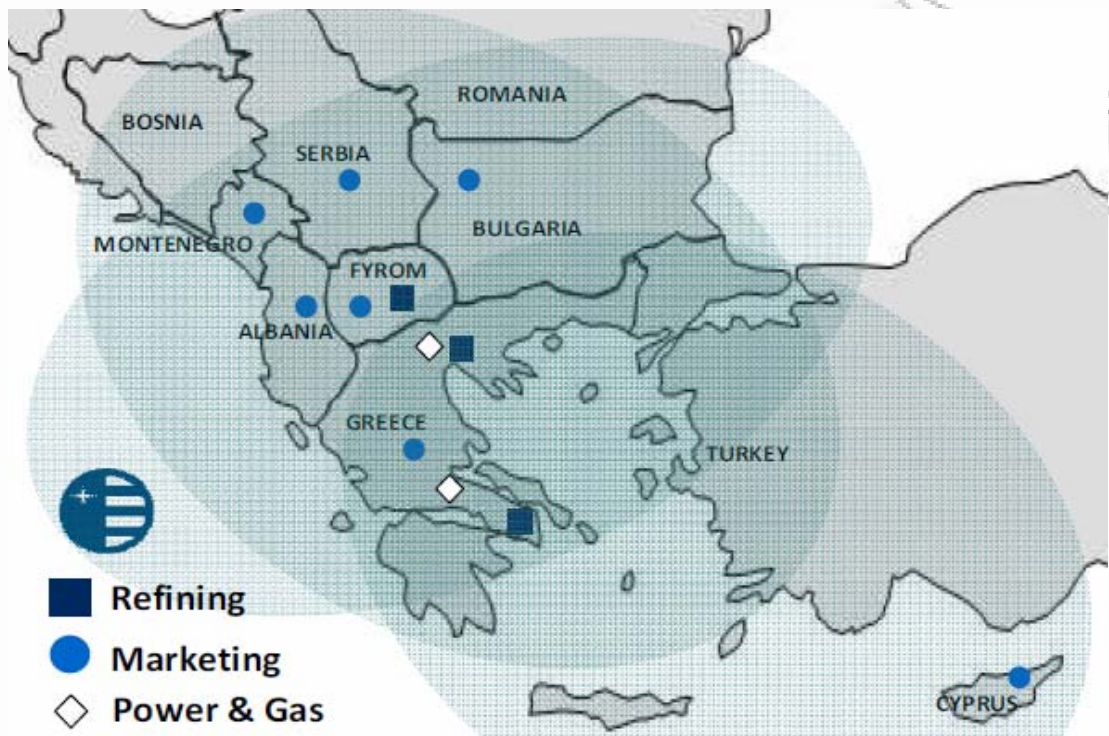 ROMANIA
BOSNIA
SERBIA
BULGARIA
MONTENEGRO
FYROM
ALBANIA
GREECE
TURKEY
Refining
Marketing
CYPRUS
Power & Gas